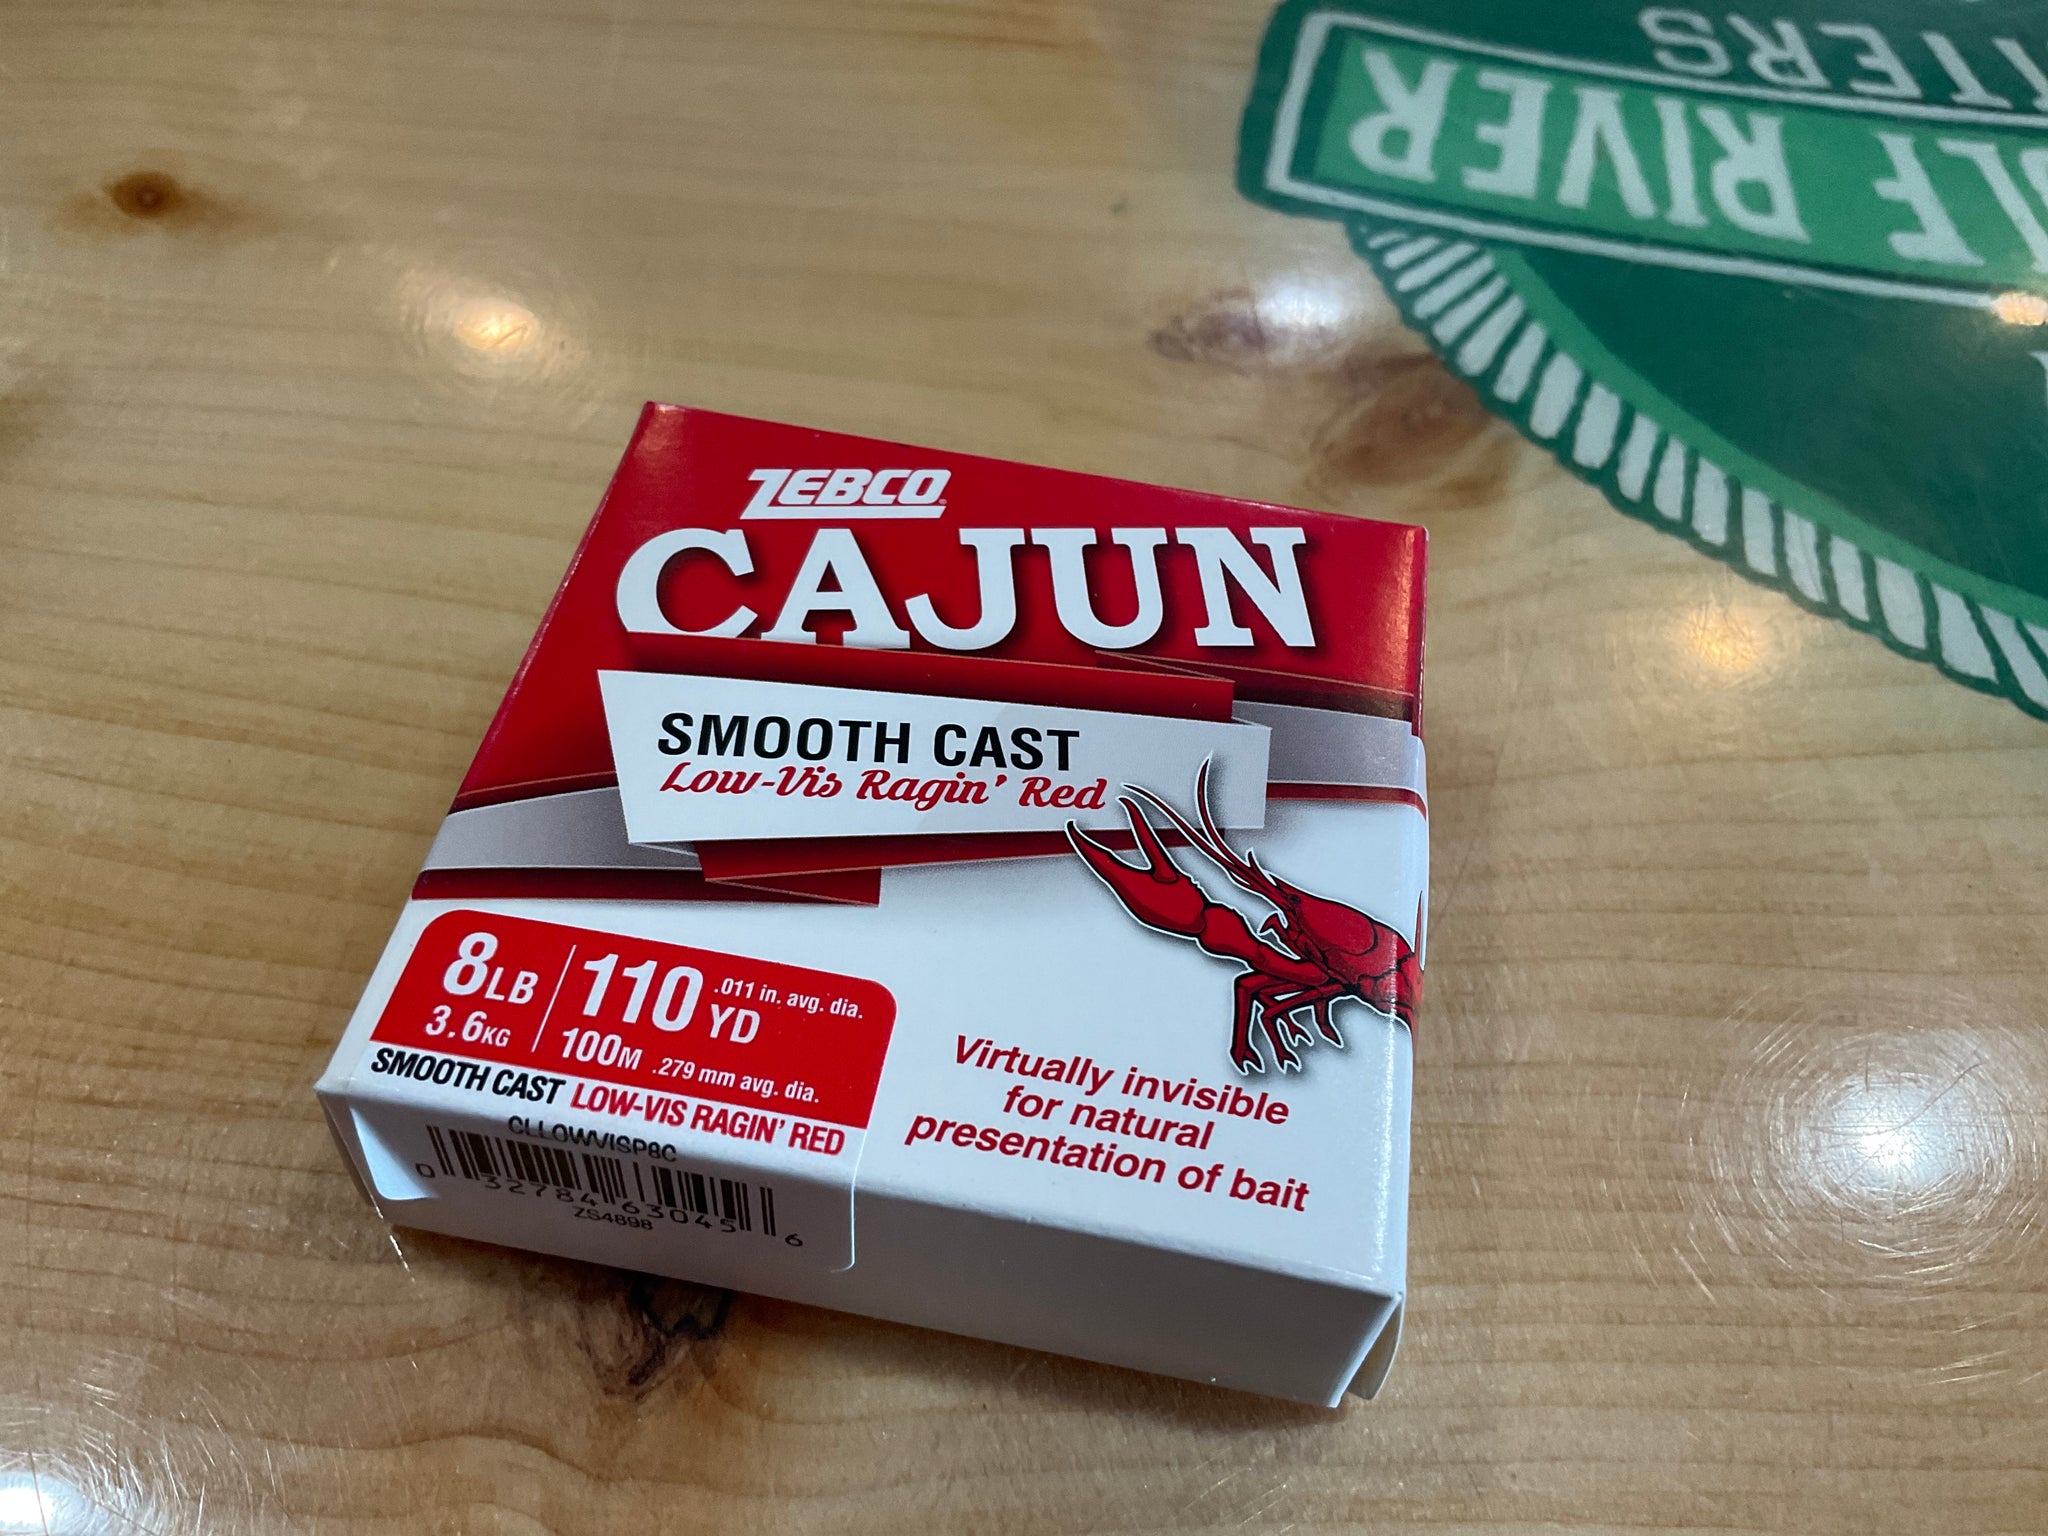 ZEBCO
CAJUN
SMOOTH CAST
Low-Vis Ragin' Red
8LB
3.6KG
110 YD
.011 in. avg. dia.
100M
.279 mm avg. dia.
SMOOTH CAST LOW-VIS RAGIN' RED
CLLOWVISP8C
0 32784 63045 6
ZS4898
Virtually invisible
for natural
presentation of bait
RIVER